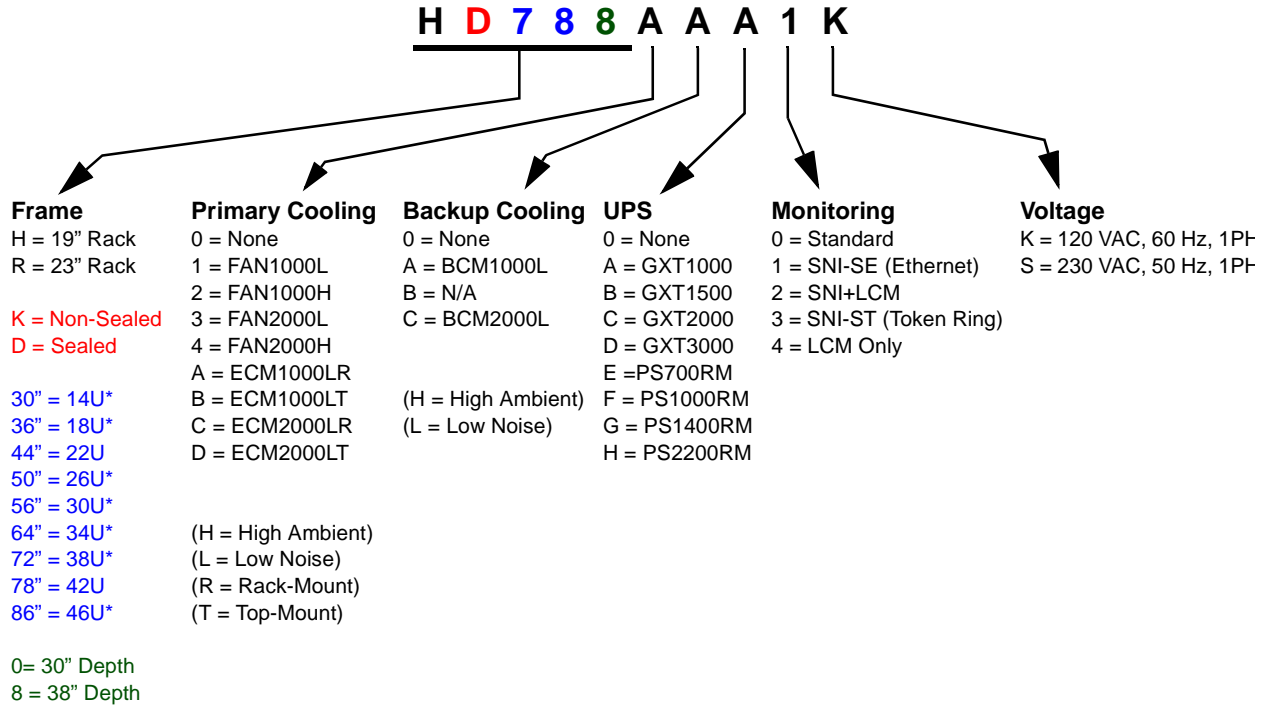 H D 7 8 8 A A A 1 K
Frame
H = 19” Rack
R = 23” Rack
K = Non-Sealed
D = Sealed
30” = 14U*
36” = 18U*
44” = 22U
50” = 26U*
56” = 30U*
64” = 34U*
72” = 38U*
78” = 42U
86” = 46U*
0= 30” Depth
8 = 38” Depth
Primary Cooling
0 = None
1 = FAN1000L
2 = FAN1000H
3 = FAN2000L
4 = FAN2000H
A = ECM1000LR
B = ECM1000LT
C = ECM2000LR
D = ECM2000LT
(H = High Ambient)
(L = Low Noise)
(R = Rack-Mount)
(T = Top-Mount)
Backup Cooling
0 = None
A = BCM1000L
B = N/A
C = BCM2000L
(H = High Ambient)
(L = Low Noise)
UPS
0 = None
A = GXT1000
B = GXT1500
C = GXT2000
D = GXT3000
E =PS700RM
F = PS1000RM
G = PS1400RM
H = PS2200RM
Monitoring
0 = Standard
1 = SNI-SE (Ethernet)
2 = SNI+LCM
3 = SNI-ST (Token Ring)
4 = LCM Only
Voltage
K = 120 VAC, 60 Hz, 1PH
S = 230 VAC, 50 Hz, 1PH